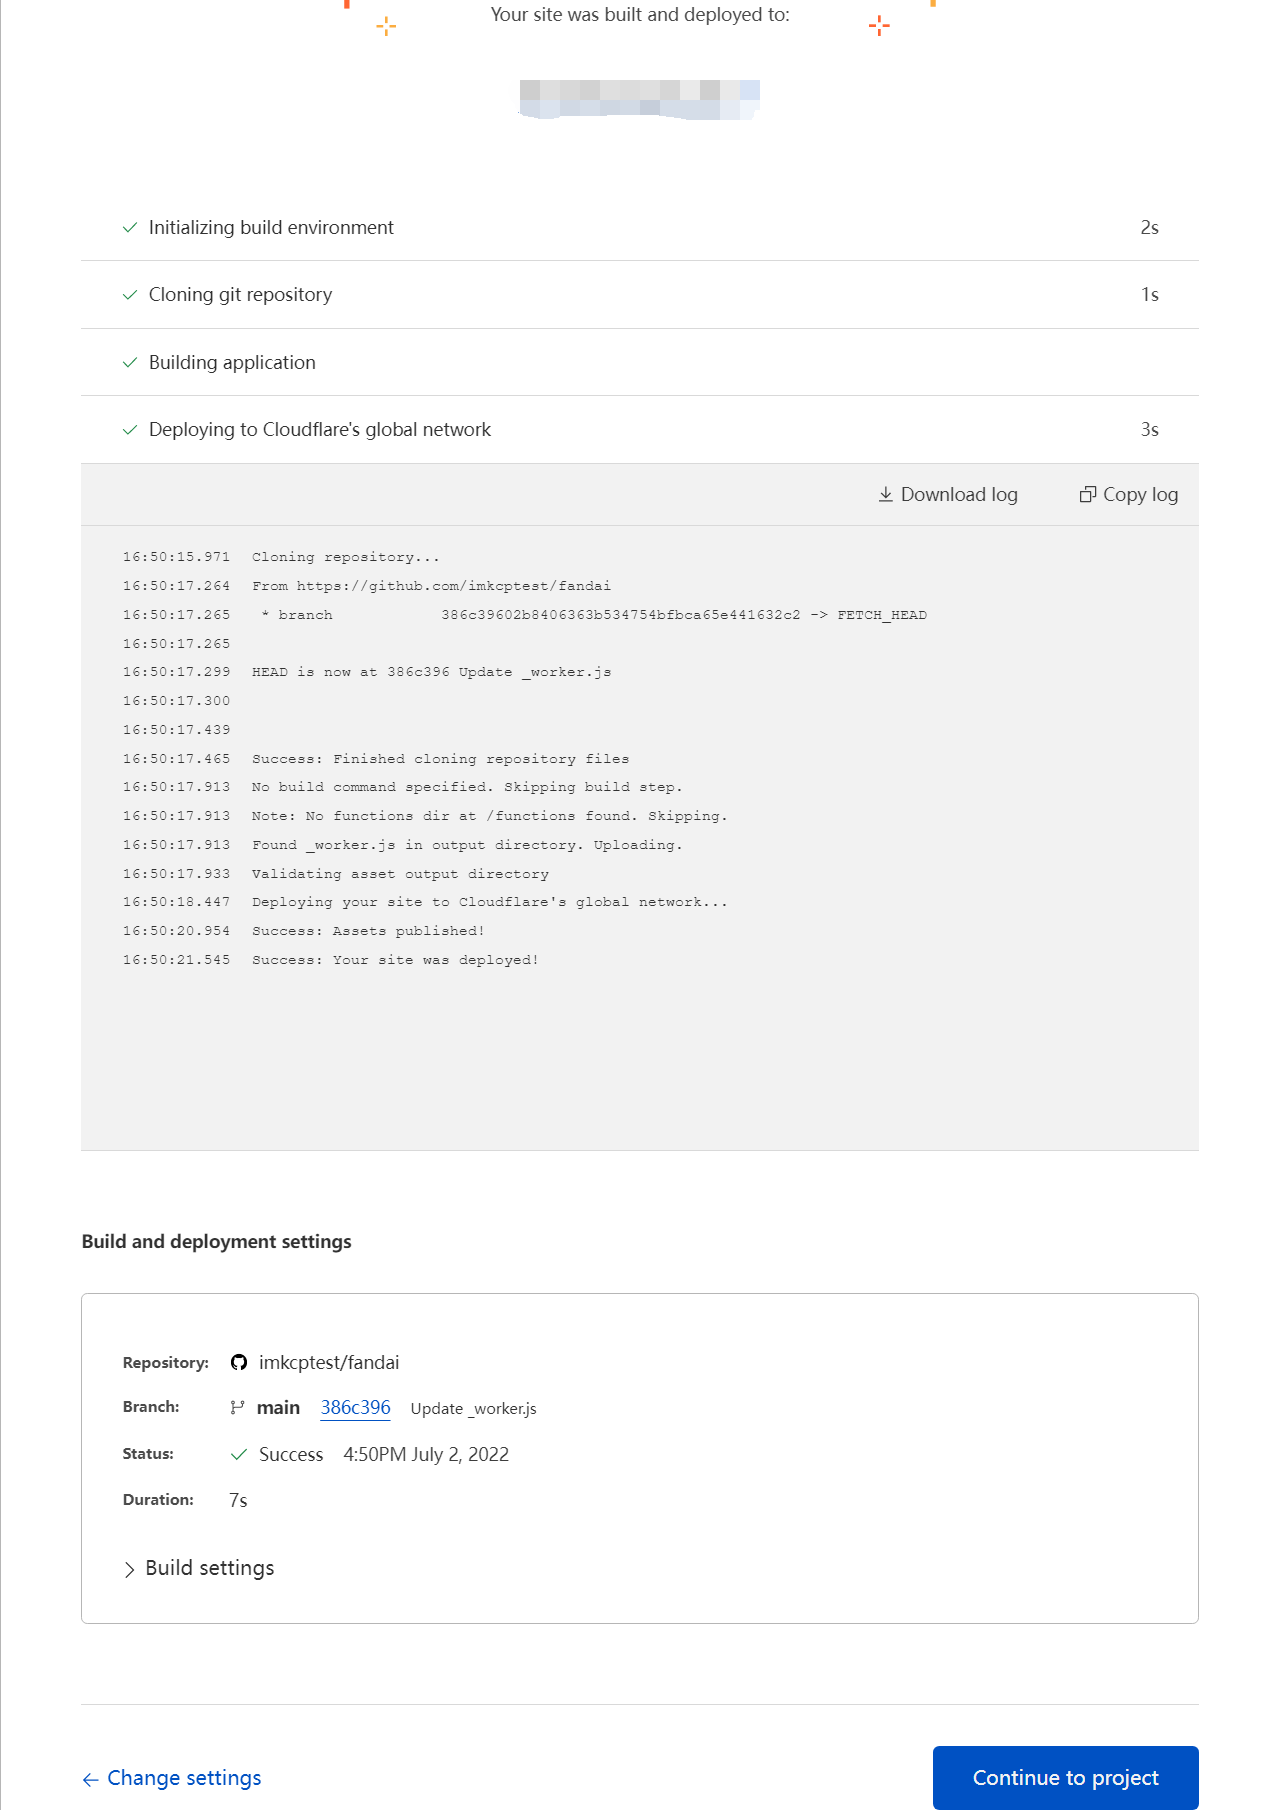 Your site was built and deployed to:
Initializing build environment 2s
Cloning git repository 1s
Building application
Deploying to Cloudflare's global network 3s
Download log Copy log
16:50:15.971 Cloning repository...
16:50:17.264 From https://github.com/imkcptest/fandai
16:50:17.265 * branch 386c39602b8406363b534754bfbca65e441632c2 -> FETCH_HEAD
16:50:17.265
16:50:17.299 HEAD is now at 386c396 Update _worker.js
16:50:17.300
16:50:17.439
16:50:17.465 Success: Finished cloning repository files
16:50:17.913 No build command specified. Skipping build step.
16:50:17.913 Note: No functions dir at /functions found. Skipping.
16:50:17.913 Found _worker.js in output directory. Uploading.
16:50:17.933 Validating asset output directory
16:50:18.447 Deploying your site to Cloudflare's global network...
16:50:20.954 Success: Assets published!
16:50:21.545 Success: Your site was deployed!
Build and deployment settings
Repository: imkcptest/fandai
Branch: main 386c396 Update _worker.js
Status: Success 4:50PM July 2, 2022
Duration: 7s
Build settings
Change settings Continue to project